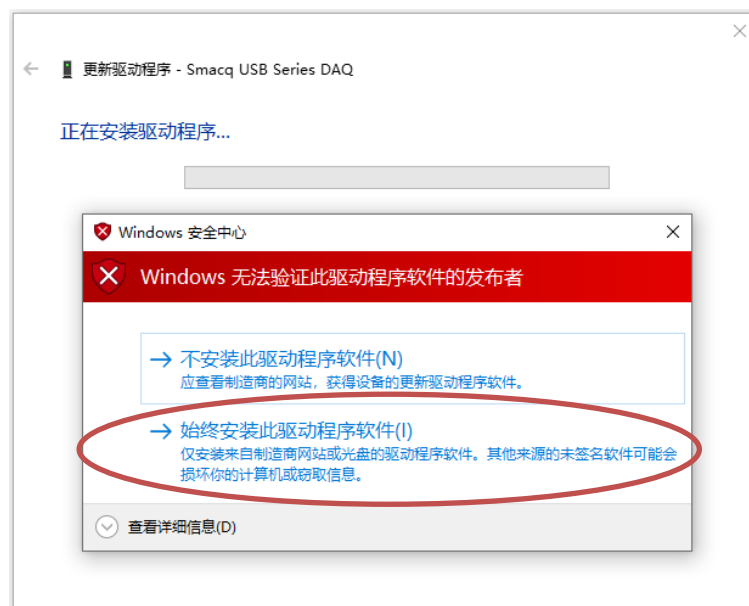 更新驱动程序 - Smacq USB Series DAQ
正在安装驱动程序...
Windows 安全中心
Windows 无法验证此驱动程序软件的发布者
不安装此驱动程序软件(N)
应查看制造商的网站，获得设备的更新驱动程序软件。
始终安装此驱动程序软件(I)
仅安装来自制造商网站或光盘的驱动程序软件。其他来源的未签名软件可能会
损坏你的计算机或窃取信息。
查看详细信息(D)